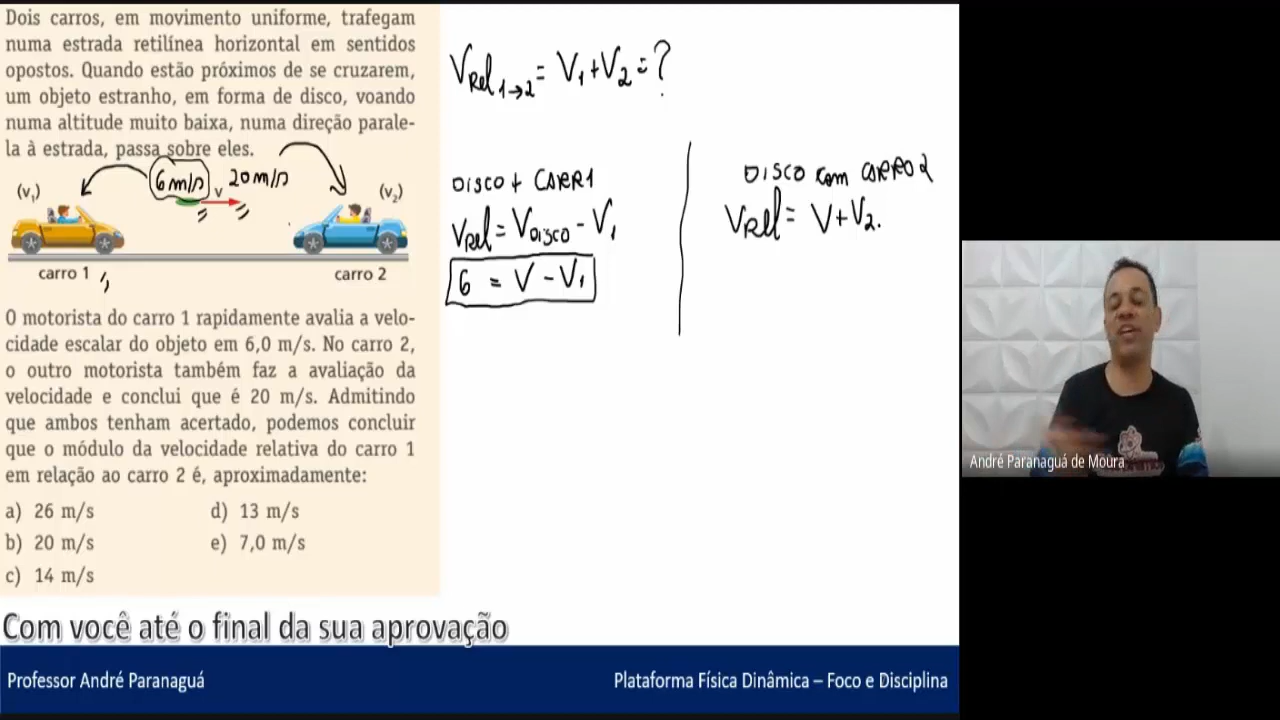 Dois carros, em movimento uniforme, trafegam
numa estrada retilínea horizontal em sentidos
opostos. Quando estão próximos de se cruzarem,
um objeto estranho, em forma de disco, voando
numa altitude muito baixa, numa direção parale-
la à estrada, passa sobre eles.
(v₁)
6 m/s
v
20 m/s
(v₂)
carro 1
carro 2
O motorista do carro 1 rapidamente avalia a velo-
cidade escalar do objeto em 6,0 m/s. No carro 2,
o outro motorista também faz a avaliação da
velocidade e conclui que é 20 m/s. Admitindo
que ambos tenham acertado, podemos concluir
que o módulo da velocidade relativa do carro 1
em relação ao carro 2 é, aproximadamente:
a) 26 m/s
b) 20 m/s
c) 14 m/s
d) 13 m/s
e) 7,0 m/s
VRel 1→2 = V₁+V₂ = ?
DISCO + CARR1
VRel = VDISCO - V₁
6 = V - V₁
DISCO com CARRO 2
VRel = V+V₂.
André Paranaguá de Moura
Com você até o final da sua aprovação
Professor André Paranaguá
Plataforma Física Dinâmica – Foco e Disciplina